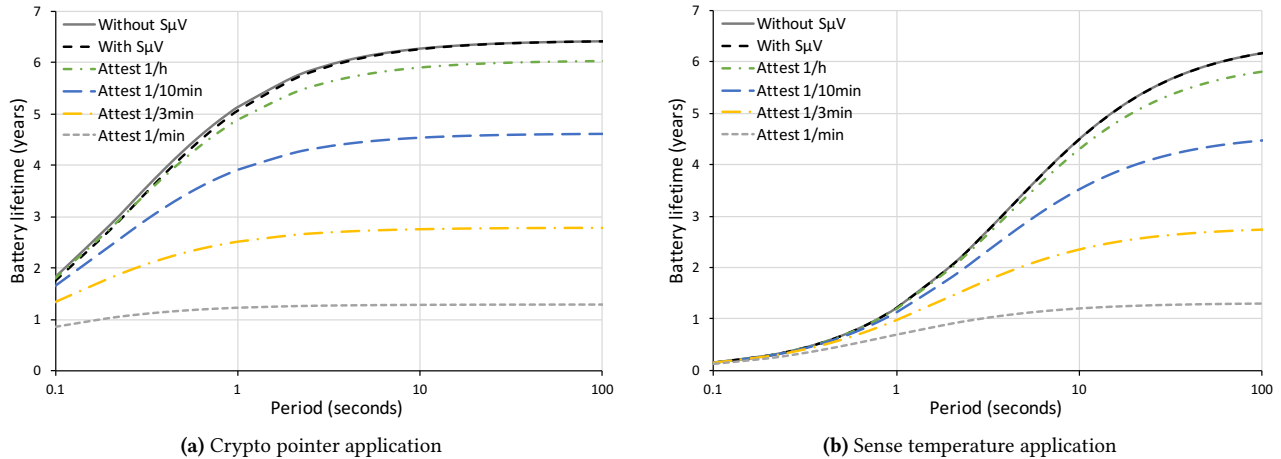 Battery lifetime (years)
7
6
5
4
3
2
1
0
Without SμV
With SμV
Attest 1/h
Attest 1/10min
Attest 1/3min
Attest 1/min
0.1 1 10 100
Period (seconds)
(a) Crypto pointer application
Battery lifetime (years)
7
6
5
4
3
2
1
0
Without SμV
With SμV
Attest 1/h
Attest 1/10min
Attest 1/3min
Attest 1/min
0.1 1 10 100
Period (seconds)
(b) Sense temperature application